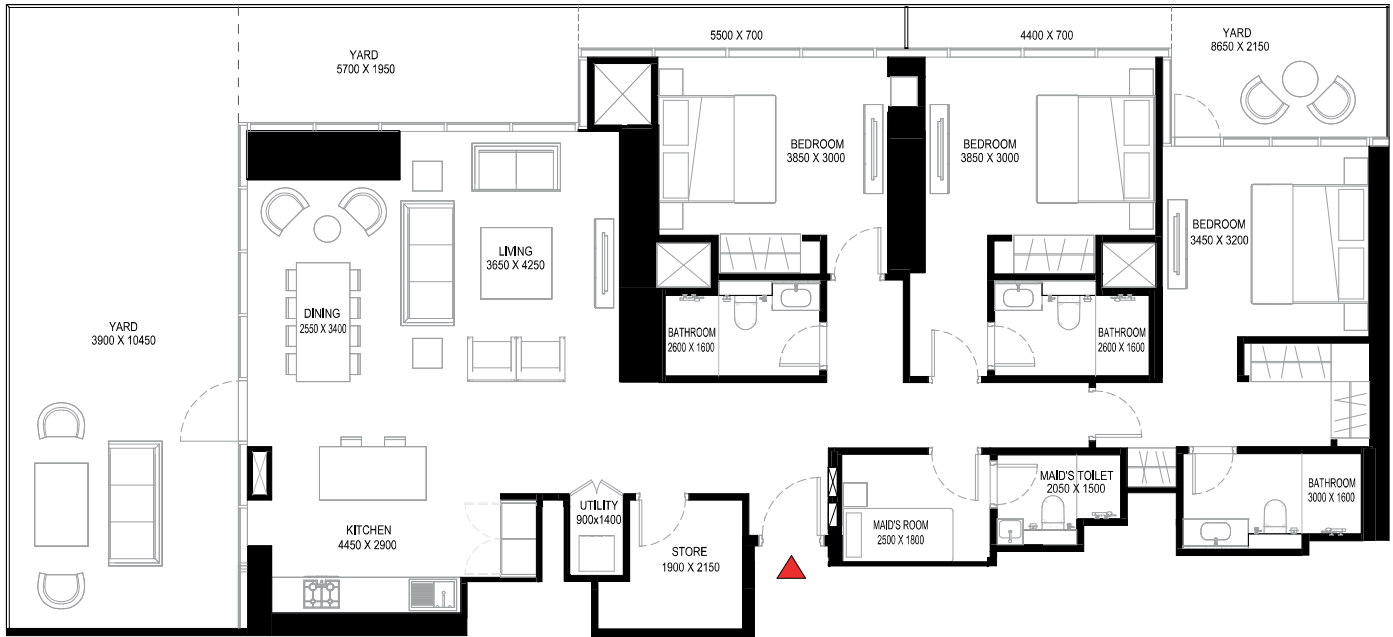 5500 X 700
4400 X 700
YARD
8650 X 2150
YARD
5700 X 1950
BEDROOM
3850 X 3000
BEDROOM
3850 X 3000
BEDROOM
3450 X 3200
LIVING
3650 X 4250
DINING
2550 X 3400
YARD
3900 X 10450
BATHROOM
2600 X 1600
BATHROOM
2600 X 1600
MAID'S TOILET
2050 X 1500
BATHROOM
3000 X 1600
UTILITY
900x1400
MAID'S ROOM
2500 X 1800
KITCHEN
4450 X 2900
STORE
1900 X 2150